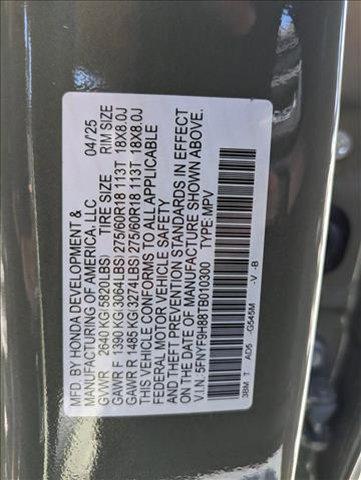 MFD. BY HONDA DEVELOPMENT &
MANUFACTURING OF AMERICA, LLC 04/25
GVWR 2640 KG(5820LBS) TIRE SIZE RIM SIZE
GAWR F 1390 KG(3064LBS) 275/60R18 113T 18X8.0J
GAWR R 1485 KG(3274LBS) 275/60R18 113T 18X8.0J
THIS VEHICLE CONFORMS TO ALL APPLICABLE
FEDERAL MOTOR VEHICLE SAFETY
AND THEFT PREVENTION STANDARDS IN EFFECT
ON THE DATE OF MANUFACTURE SHOWN ABOVE.
V.I.N. : 5FNYF9H88TB010300 TYPE: MPV
3BM T AD5 -G545M -V -B